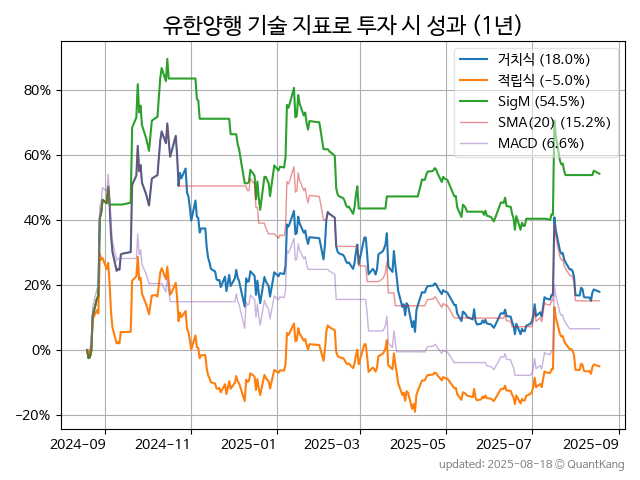 유한양행 기술 지표로 투자 시 성과 (1년)
거치식 (18.0%)
적립식 (−5.0%)
SigM (54.5%)
SMA(20) (15.2%)
MACD (6.6%)
80%
60%
40%
20%
0%
−20%
2024-09
2024-11
2025-01
2025-03
2025-05
2025-07
2025-09
updated: 2025-08-18 © QuantKang